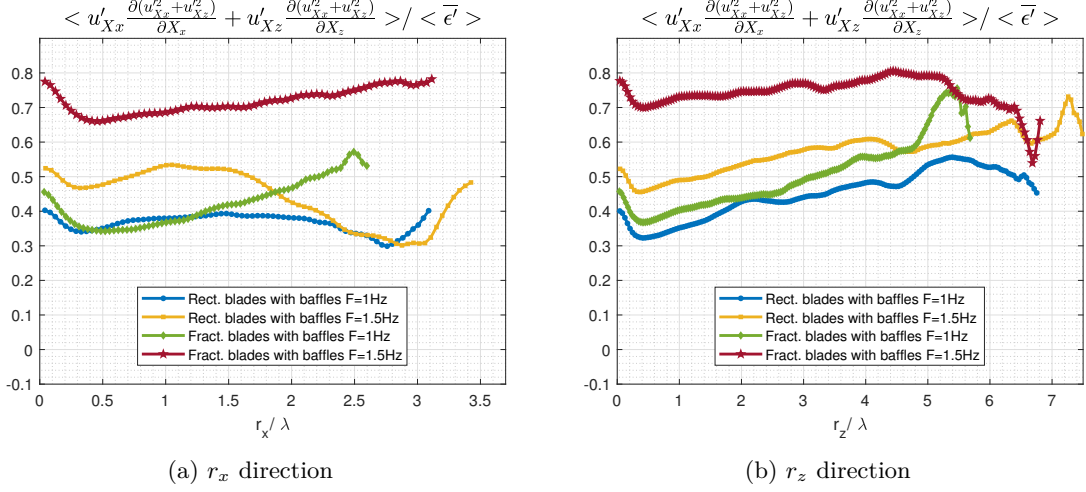 < u′_{Xx} ∂(u′²_{Xx}+u′²_{Xz})/∂X_x + u′_{Xz} ∂(u′²_{Xx}+u′²_{Xz})/∂X_z >/< \overline{ϵ′} >
0.8
0.7
0.6
0.5
0.4
0.3
0.2
0.1
0
-0.1
Rect. blades with baffles F=1Hz
Rect. blades with baffles F=1.5Hz
Fract. blades with baffles F=1Hz
Fract. blades with baffles F=1.5Hz
0 0.5 1 1.5 2 2.5 3 3.5
r_x/ λ
(a) r_x direction
< u′_{Xx} ∂(u′²_{Xx}+u′²_{Xz})/∂X_x + u′_{Xz} ∂(u′²_{Xx}+u′²_{Xz})/∂X_z >/< \overline{ϵ′} >
0.8
0.7
0.6
0.5
0.4
0.3
0.2
0.1
0
-0.1
Rect. blades with baffles F=1Hz
Rect. blades with baffles F=1.5Hz
Fract. blades with baffles F=1Hz
Fract. blades with baffles F=1.5Hz
0 1 2 3 4 5 6 7
r_z/ λ
(b) r_z direction